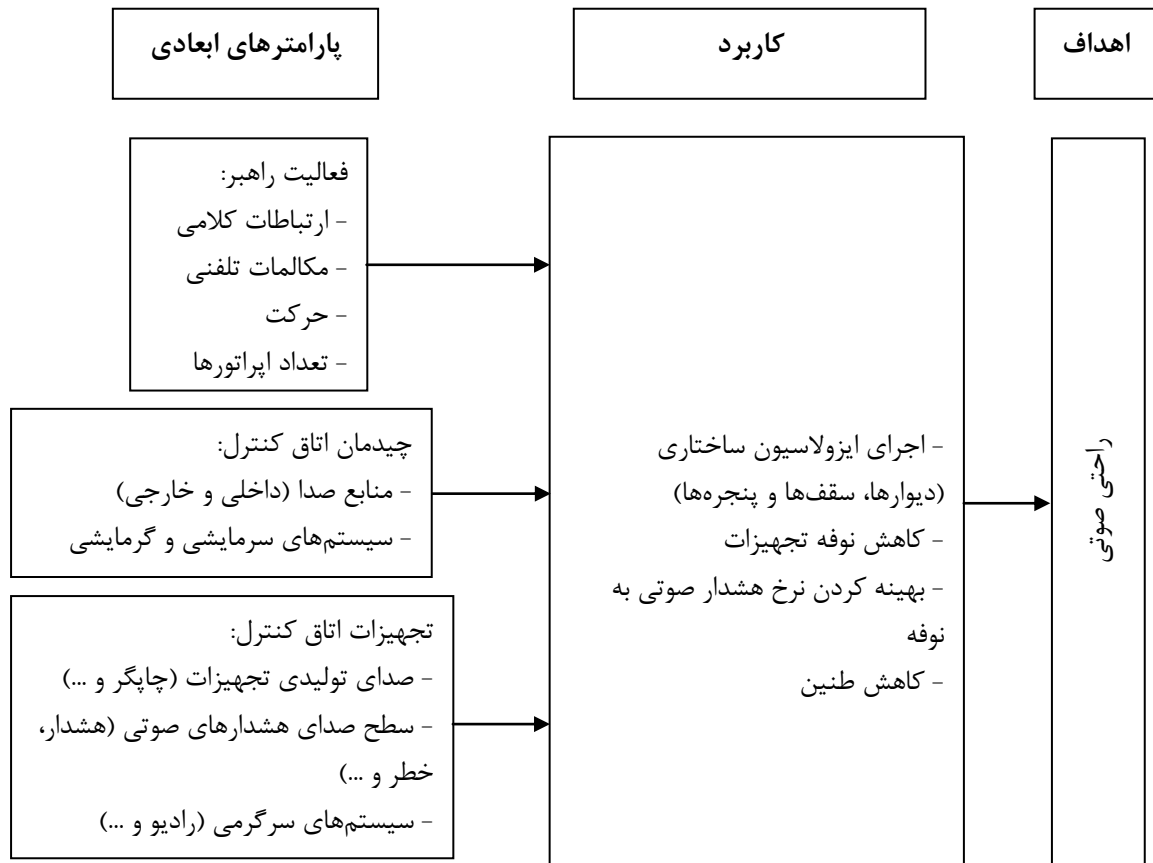 اهداف
کاربرد
پارامترهای ابعادی
فعالیت راهبر:
- ارتباطات کلامی
- مکالمات تلفنی
- حرکت
- تعداد اپراتورها
چیدمان اتاق کنترل:
- منابع صدا (داخلی و خارجی)
- سیستم‌های سرمایشی و گرمایشی
تجهیزات اتاق کنترل:
- صدای تولیدی تجهیزات (چاپگر و ...)
- سطح صدای هشدارهای صوتی (هشدار،
خطر و ...)
- سیستم‌های سرگرمی (رادیو و ...)
- اجرای ایزولاسیون ساختاری
(دیوارها، سقف‌ها و پنجره‌ها)
- کاهش نوفه تجهیزات
- بهینه کردن نرخ هشدار صوتی به
نوفه
- کاهش طنین
راحتی صوتی